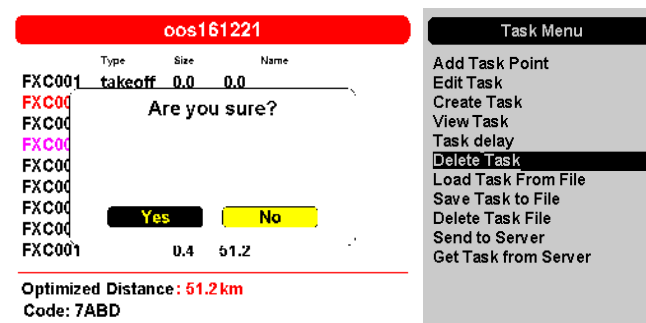 oos161221
Type Size Name
FXC001 takeoff 0.0 0.0
FXC00
FXC00
FXC00
FXC00
FXC00
FXC00
FXC00
FXC001 0.4 51.2
Are you sure?
Yes No
Optimized Distance: 51.2 km
Code: 7ABD
Task Menu
Add Task Point
Edit Task
Create Task
View Task
Task delay
Delete Task
Load Task From File
Save Task to File
Delete Task File
Send to Server
Get Task from Server